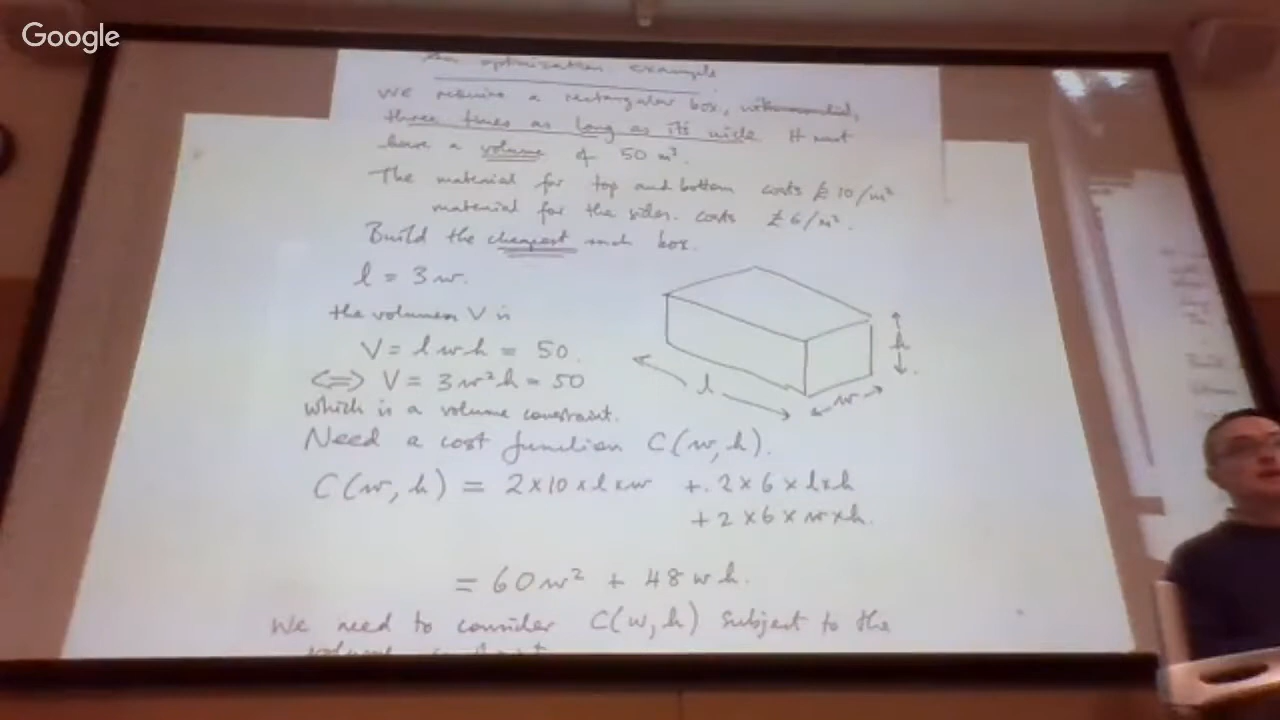 Google
An optimization example
We require a rectangular box,
three times as long as its wide. It must
have a volume of 50 m³.
The material for top and bottom costs £10/m²
material for the sides. costs £6/m².
Build the cheapest such box.
l = 3w.
the volume V is
V = lwh = 50.
⟺ V = 3w²h = 50
which is a volume constraint.
h
l
w
Need a cost function C(w,h).
C(w,h) = 2×10×l×w +. 2×6×l×h
+ 2×6×w×h.
= 60w² + 48wh.
We need to consider C(w,h) subject to the